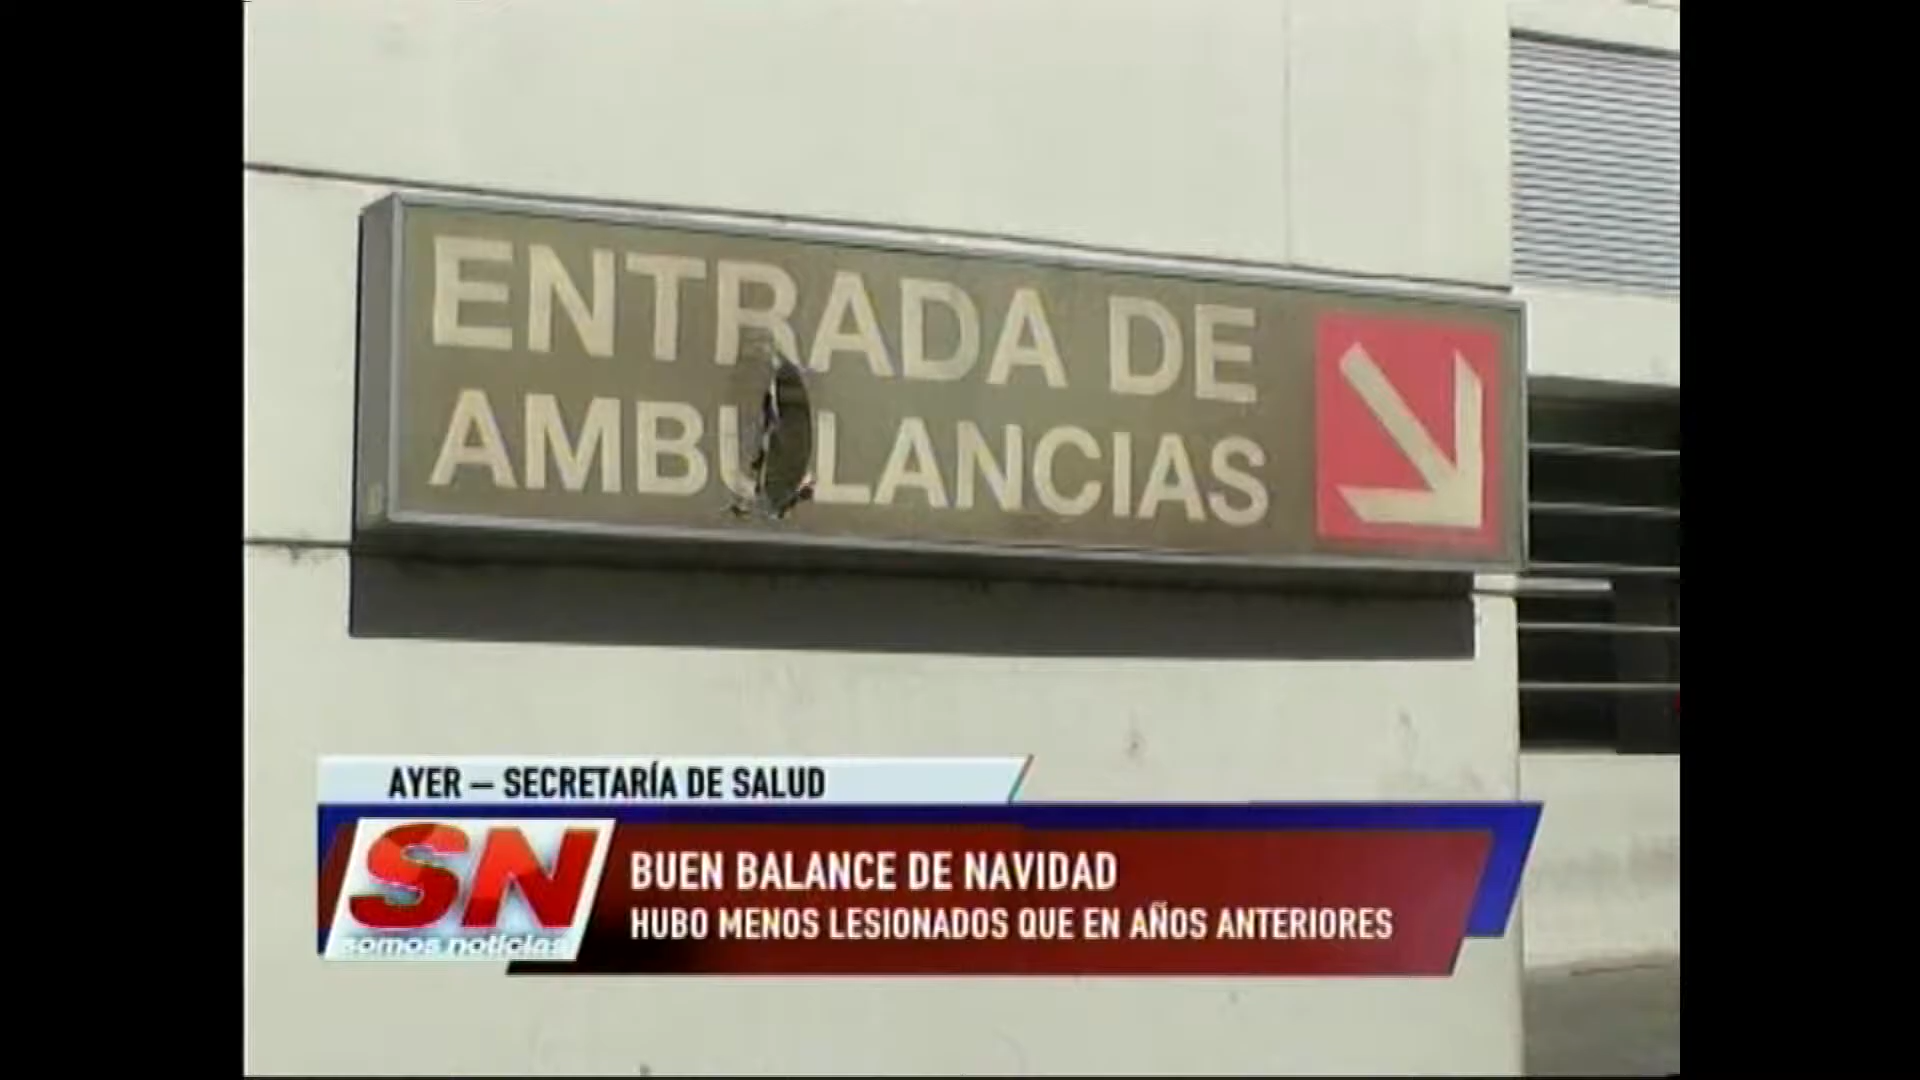 ENTRADA DE
AMBULANCIAS
AYER – SECRETARÍA DE SALUD
SN
somos noticias
BUEN BALANCE DE NAVIDAD
HUBO MENOS LESIONADOS QUE EN AÑOS ANTERIORES